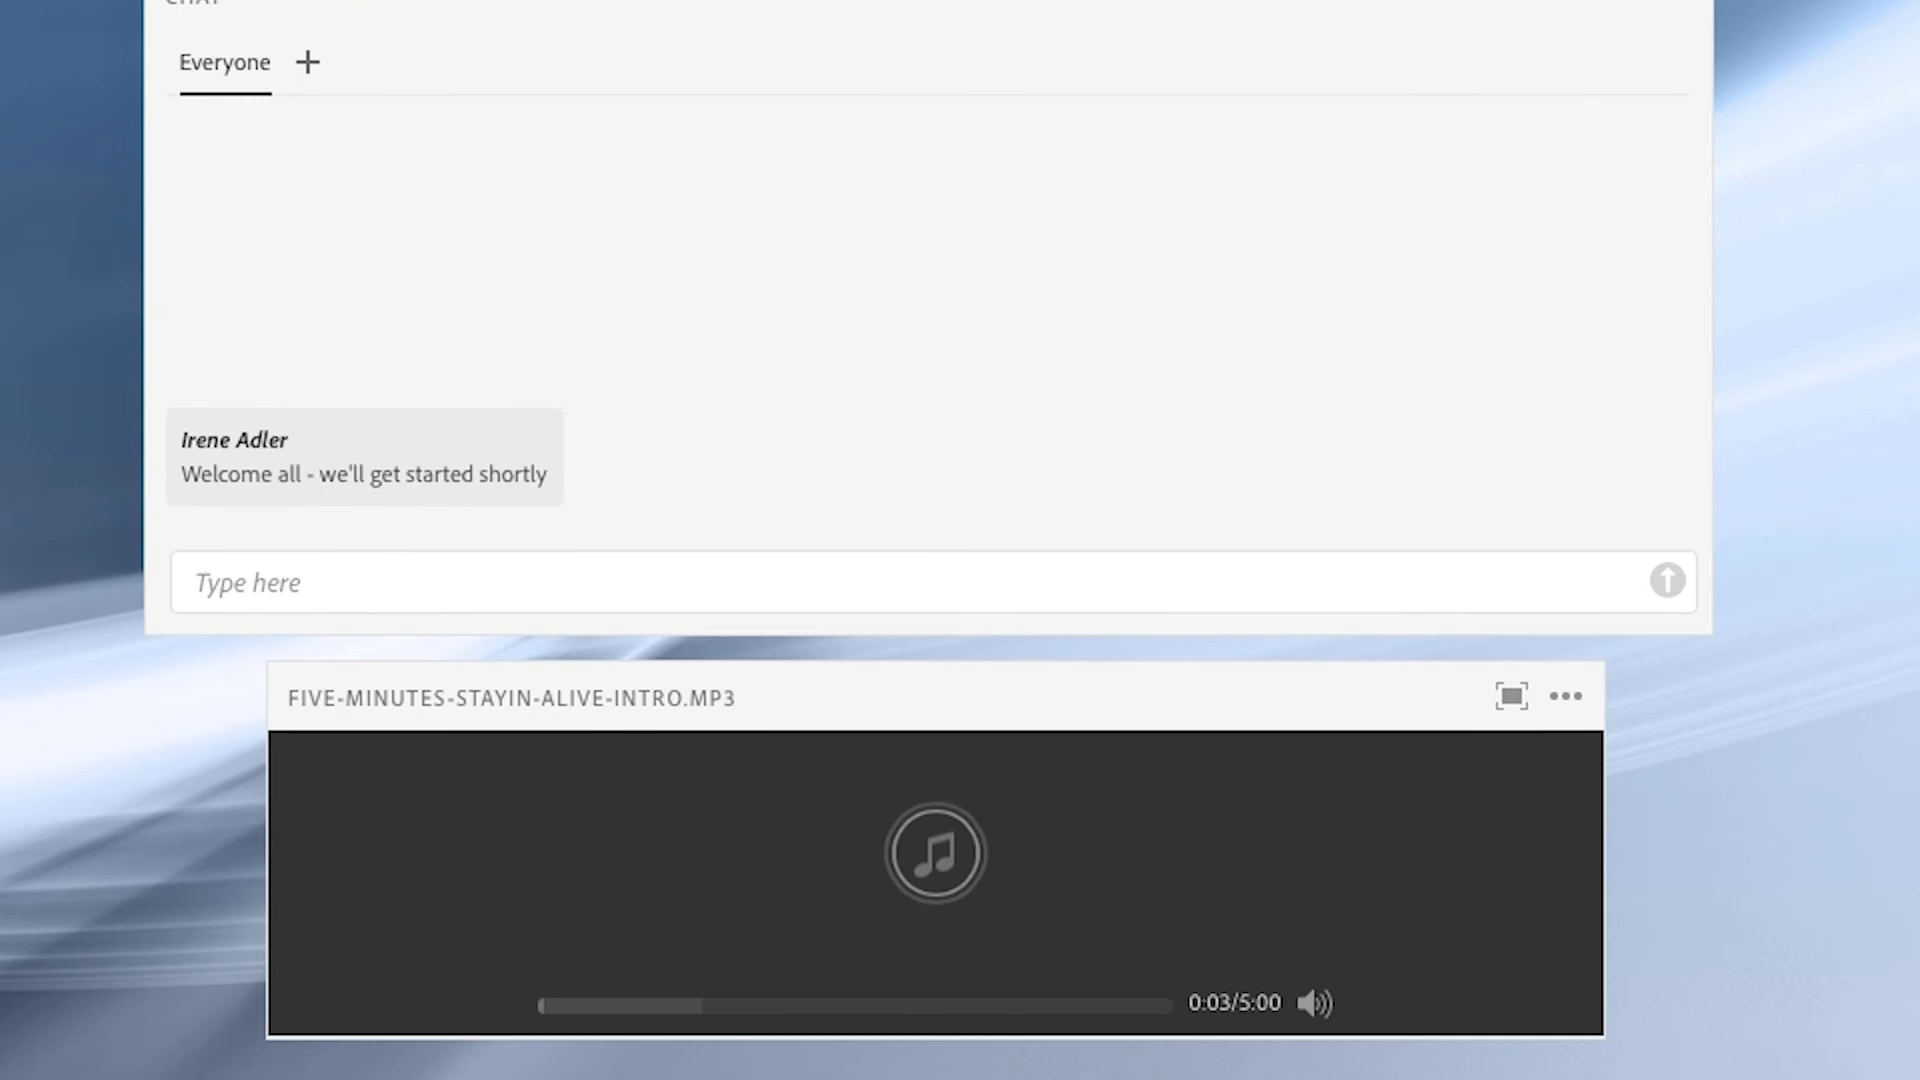 CHAT
Everyone
Irene Adler
Welcome all - we'll get started shortly
Type here
FIVE-MINUTES-STAYIN-ALIVE-INTRO.MP3
0:03/5:00